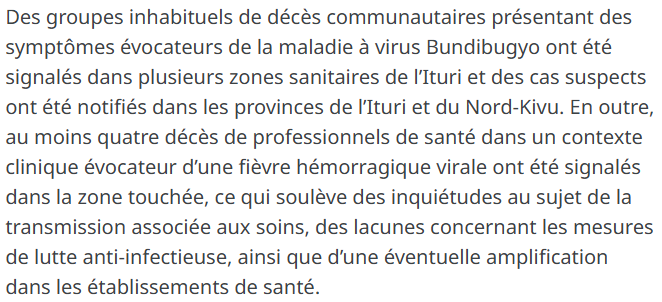 Des groupes inhabituels de décès communautaires présentant des
symptômes évocateurs de la maladie à virus Bundibugyo ont été
signalés dans plusieurs zones sanitaires de l’Ituri et des cas suspects
ont été notifiés dans les provinces de l’Ituri et du Nord-Kivu. En outre,
au moins quatre décès de professionnels de santé dans un contexte
clinique évocateur d’une fièvre hémorragique virale ont été signalés
dans la zone touchée, ce qui soulève des inquiétudes au sujet de la
transmission associée aux soins, des lacunes concernant les mesures
de lutte anti-infectieuse, ainsi que d’une éventuelle amplification
dans les établissements de santé.